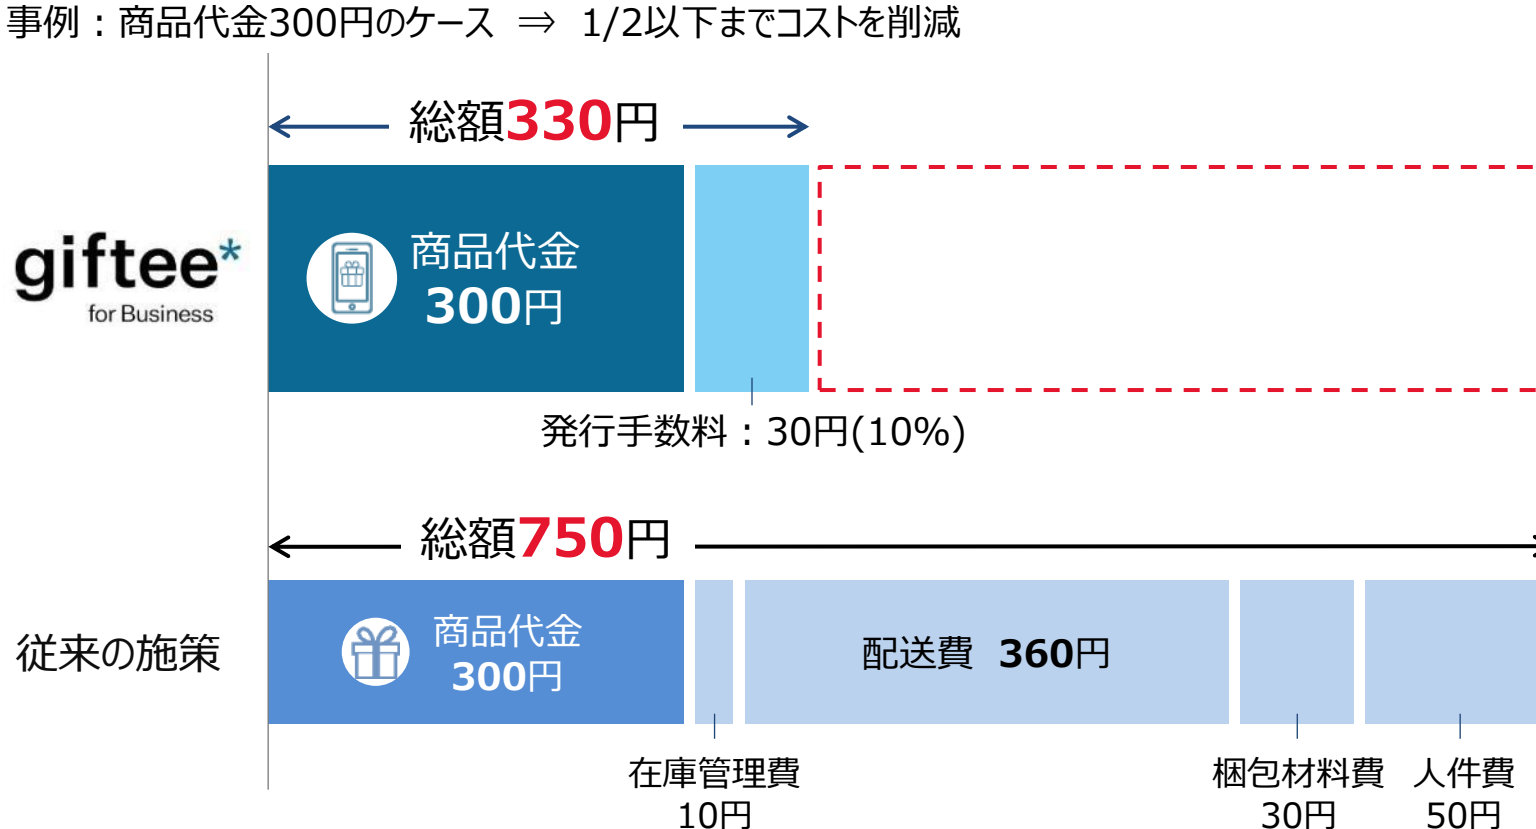 事例：商品代金300円のケース ⇒ 1/2以下までコストを削減
総額330円
giftee*
for Business
商品代金
300円
発行手数料：30円(10%)
総額750円
従来の施策
商品代金
300円
配送費 360円
在庫管理費
10円
梱包材料費
30円
人件費
50円